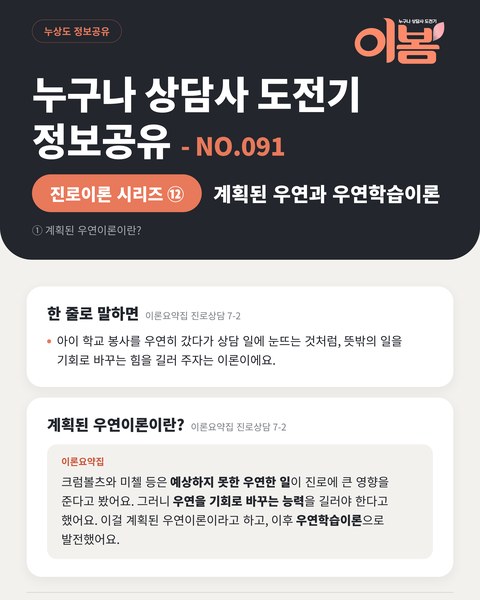 누상도 정보공유
누구나 상담사 도전기
이봄
누구나 상담사 도전기
정보공유 - NO.091
진로이론 시리즈 ⑫ 계획된 우연과 우연학습이론
① 계획된 우연이론이란?
한 줄로 말하면 이론요약집 진로상담 7-2
• 아이 학교 봉사를 우연히 갔다가 상담 일에 눈뜨는 것처럼, 뜻밖의 일을
기회로 바꾸는 힘을 길러 주자는 이론이에요.
계획된 우연이론이란? 이론요약집 진로상담 7-2
이론요약집
크럼볼츠와 미첼 등은 예상하지 못한 우연한 일이 진로에 큰 영향을
준다고 봤어요. 그러니 우연을 기회로 바꾸는 능력을 길러야 한다고
했어요. 이걸 계획된 우연이론이라고 하고, 이후 우연학습이론으로
발전했어요.